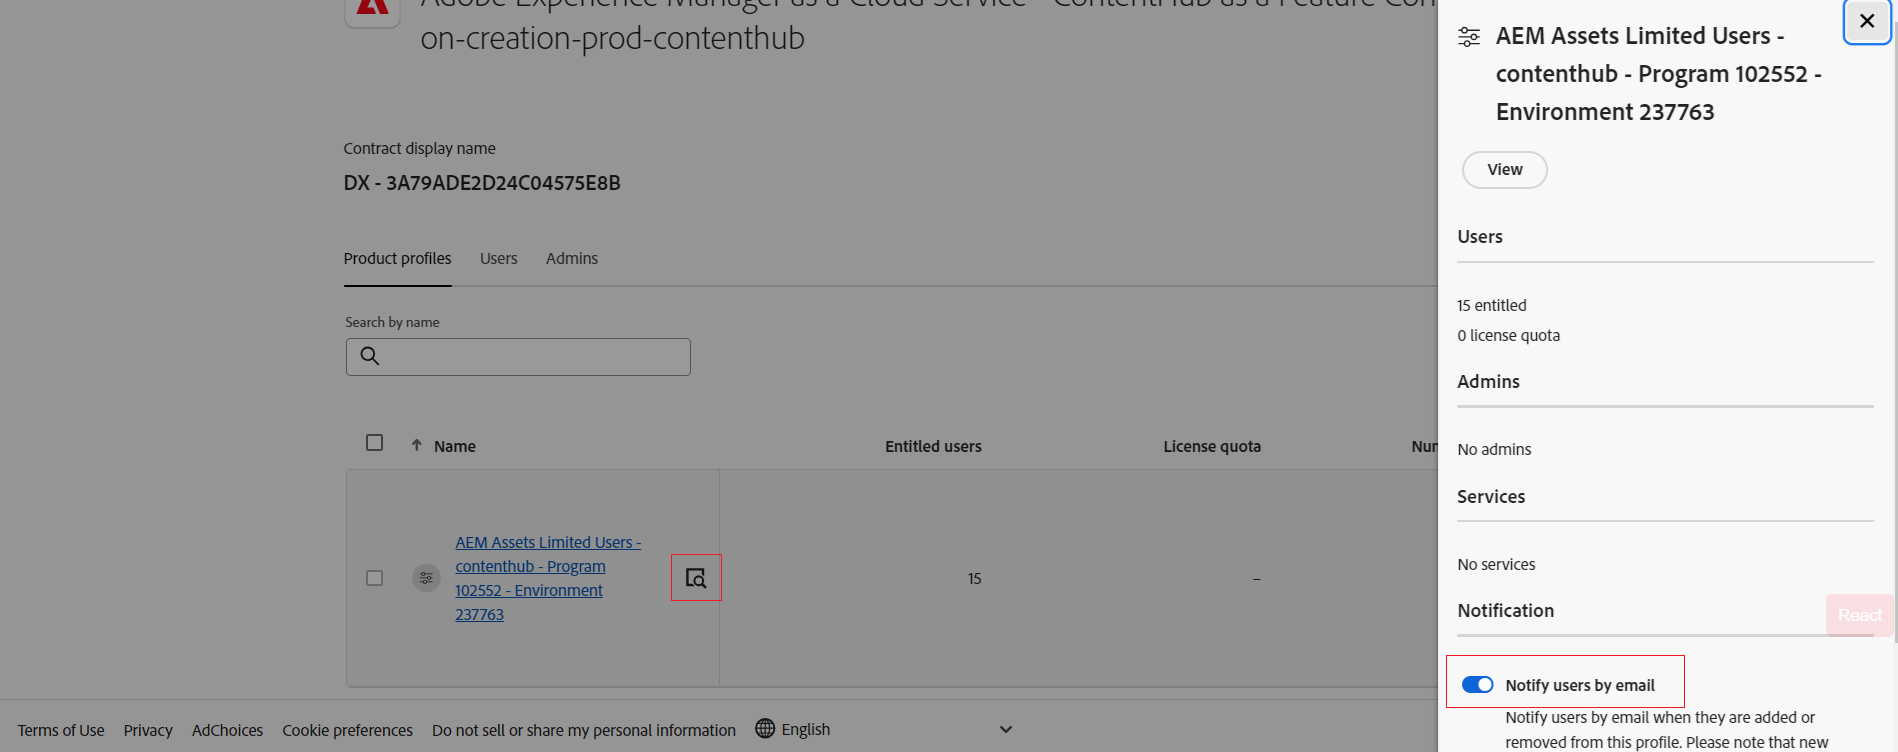 Adobe Experience Manager as a Cloud Service - ContentHub as a Feature Con
on-creation-prod-contenthub
Contract display name
DX - 3A79ADE2D24C04575E8B
Product profiles
Users
Admins
Search by name
Name
Entitled users
License quota
AEM Assets Limited Users -
contenthub - Program
102552 - Environment
237763
15
–
Terms of Use
Privacy
AdChoices
Cookie preferences
Do not sell or share my personal information
English
AEM Assets Limited Users -
contenthub - Program 102552 -
Environment 237763
View
Users
15 entitled
0 license quota
Admins
No admins
Services
No services
Notification
React
Notify users by email
Notify users by email when they are added or
removed from this profile. Please note that new